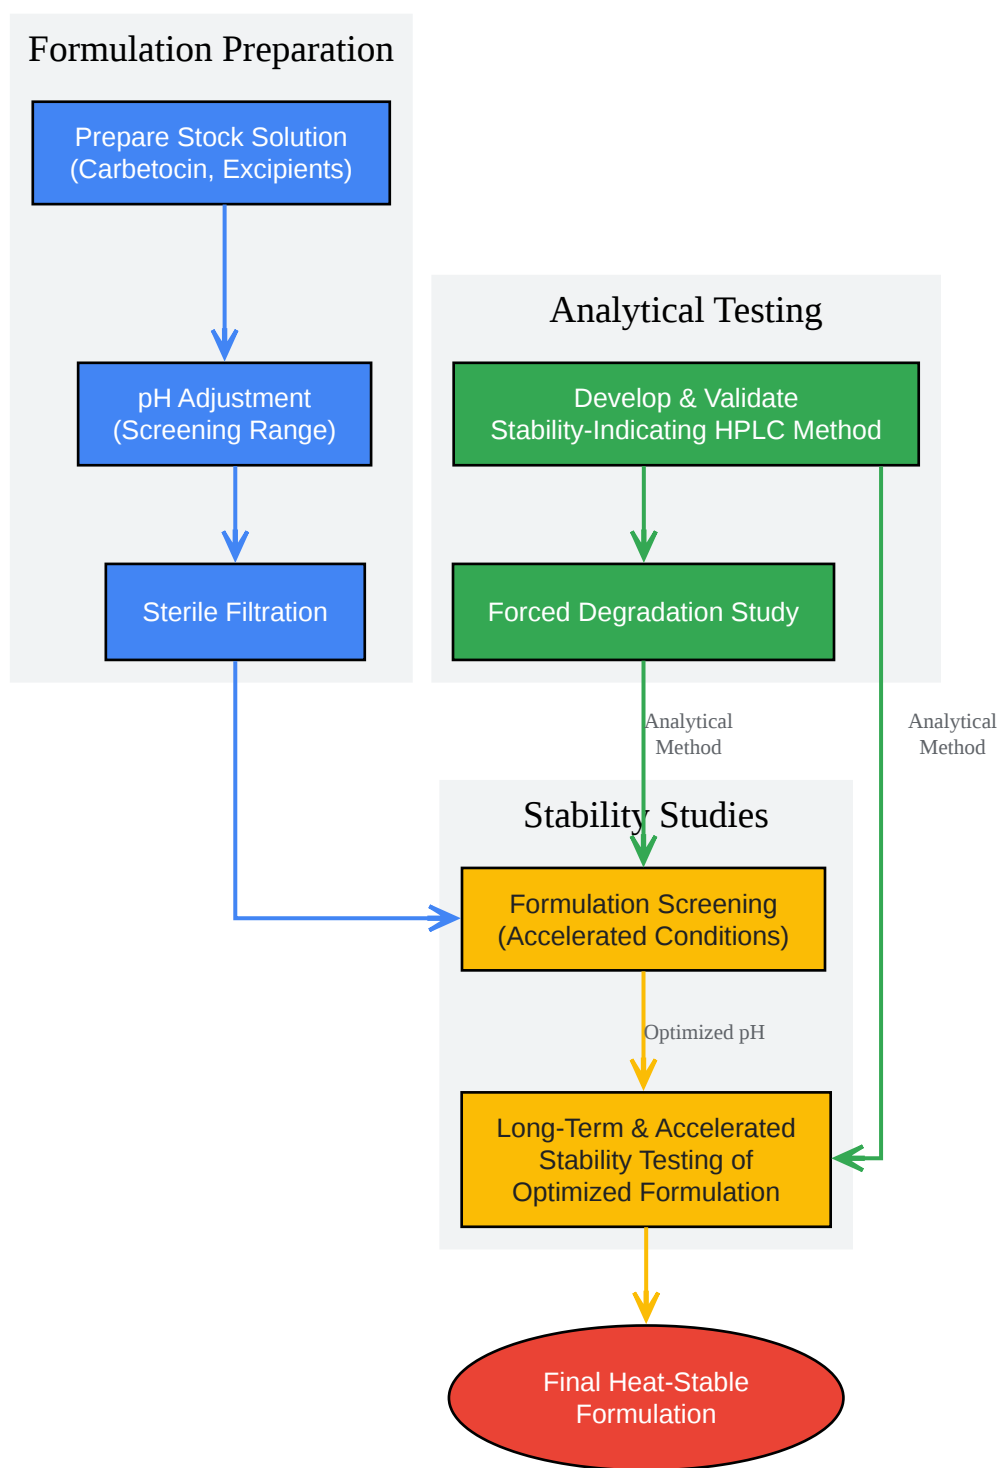 Formulation Preparation
Prepare Stock Solution
(Carbetocin, Excipients)
pH Adjustment
(Screening Range)
Sterile Filtration
Analytical Testing
Develop & Validate
Stability-Indicating HPLC Method
Forced Degradation Study
Analytical
Method
Analytical
Method
Stability Studies
Formulation Screening
(Accelerated Conditions)
Optimized pH
Long-Term & Accelerated
Stability Testing of
Optimized Formulation
Final Heat-Stable
Formulation